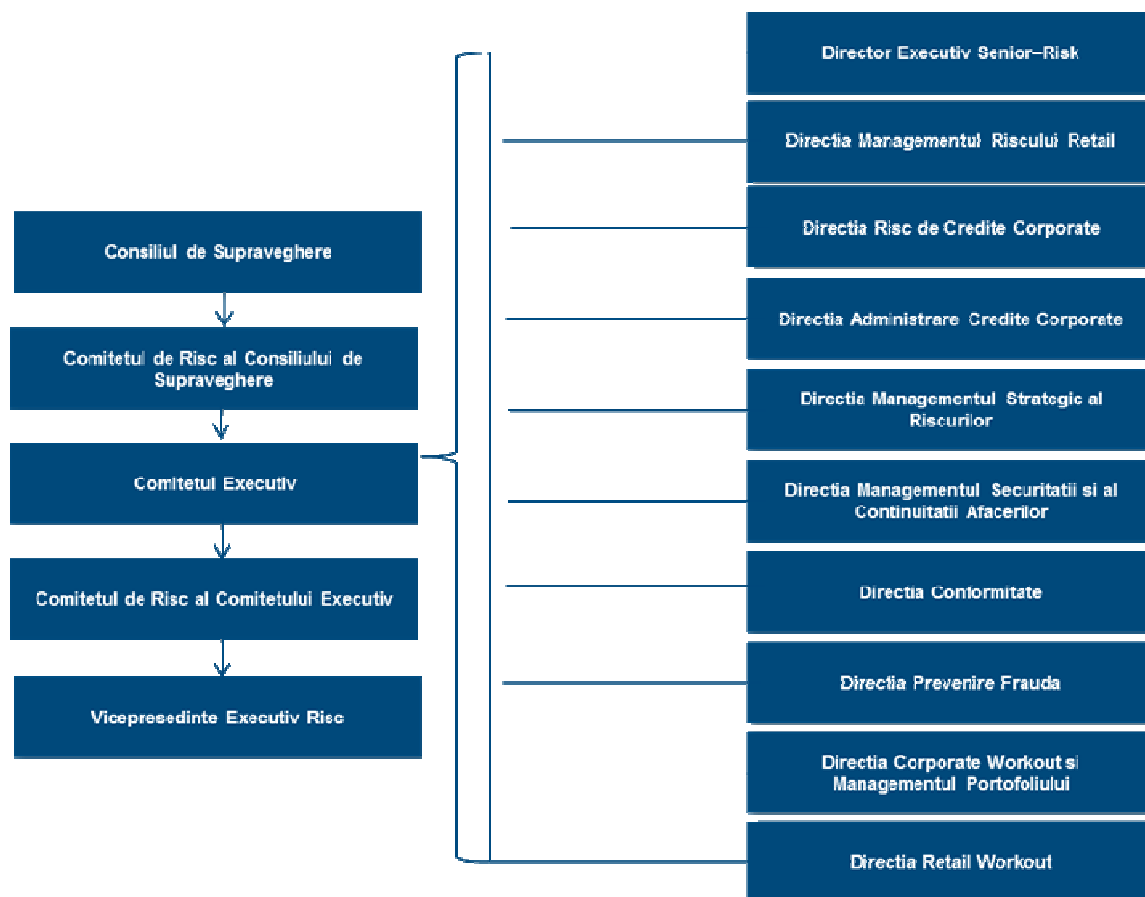 Consiliul de Supraveghere
Comitetul de Risc al Consiliului de
Supraveghere
Comitetul Executiv
Comitetul de Risc al Comitetului Executiv
Vicepresedinte Executiv Risc
Director Executiv Senior–Risk
Directia Managementul Riscului Retail
Directia Risc de Credite Corporate
Directia Administrare Credite Corporate
Directia Managementul Strategic al
Riscurilor
Directia Managementul Securitatii si al
Continuitatii Afacerilor
Directia Conformitate
Directia Prevenire Frauda
Directia Corporate Workout si
Managementul Portofoliului
Directia Retail Workout